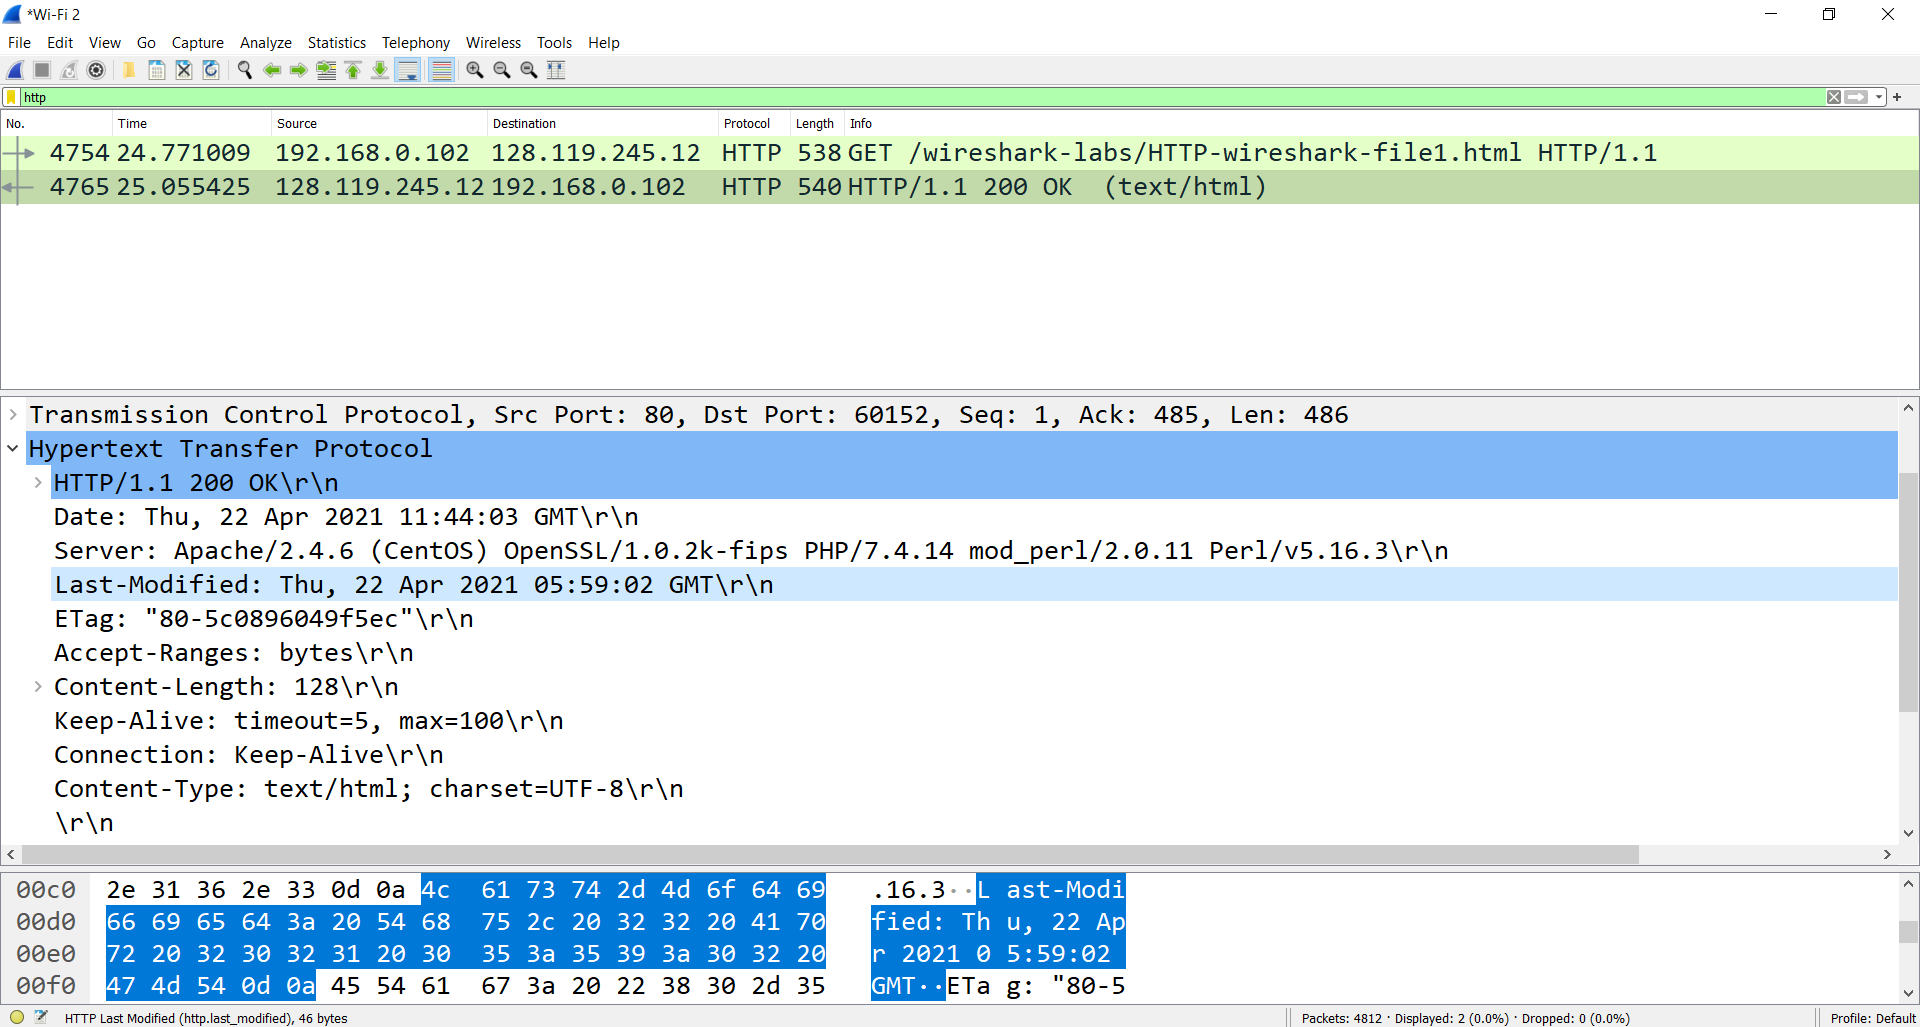 *Wi-Fi 2
File Edit View Go Capture Analyze Statistics Telephony Wireless Tools Help
http
No. Time Source Destination Protocol Length Info
4754 24.771009 192.168.0.102 128.119.245.12 HTTP 538 GET /wireshark-labs/HTTP-wireshark-file1.html HTTP/1.1
4765 25.055425 128.119.245.12 192.168.0.102 HTTP 540 HTTP/1.1 200 OK (text/html)
Transmission Control Protocol, Src Port: 80, Dst Port: 60152, Seq: 1, Ack: 485, Len: 486
Hypertext Transfer Protocol
HTTP/1.1 200 OK\r\n
Date: Thu, 22 Apr 2021 11:44:03 GMT\r\n
Server: Apache/2.4.6 (CentOS) OpenSSL/1.0.2k-fips PHP/7.4.14 mod_perl/2.0.11 Perl/v5.16.3\r\n
Last-Modified: Thu, 22 Apr 2021 05:59:02 GMT\r\n
ETag: "80-5c0896049f5ec"\r\n
Accept-Ranges: bytes\r\n
Content-Length: 128\r\n
Keep-Alive: timeout=5, max=100\r\n
Connection: Keep-Alive\r\n
Content-Type: text/html; charset=UTF-8\r\n
\r\n
00c0 2e 31 36 2e 33 0d 0a 4c 61 73 74 2d 4d 6f 64 69 .16.3··L ast-Modi
00d0 66 69 65 64 3a 20 54 68 75 2c 20 32 32 20 41 70 fied: Th u, 22 Ap
00e0 72 20 32 30 32 31 20 30 35 3a 35 39 3a 30 32 20 r 2021 0 5:59:02
00f0 47 4d 54 0d 0a 45 54 61 67 3a 20 22 38 30 2d 35 GMT··ETa g: "80-5
HTTP Last Modified (http.last_modified), 46 bytes Packets: 4812 · Displayed: 2 (0.0%) · Dropped: 0 (0.0%) Profile: Default